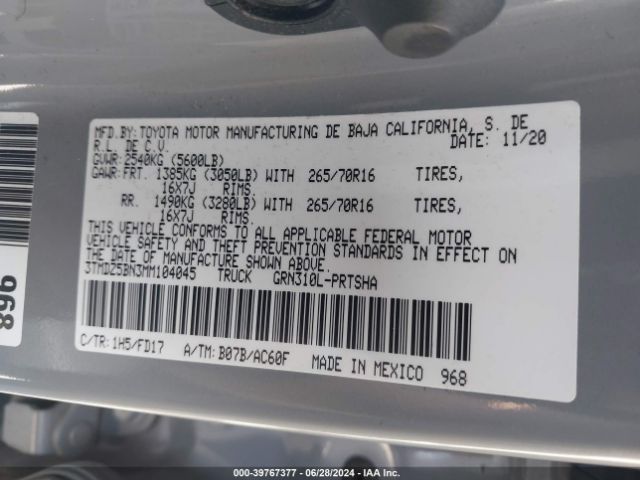 MFD.BY: TOYOTA MOTOR MANUFACTURING DE BAJA CALIFORNIA, S. DE
R.L. DE C.V. DATE: 11/20
GVWR: 2540KG (5600LB)
GAWR: FRT. 1385KG (3050LB) WITH 265/70R16 TIRES,
16X7J RIMS.
RR. 1490KG (3280LB) WITH 265/70R16 TIRES,
16X7J RIMS.
THIS VEHICLE CONFORMS TO ALL APPLICABLE FEDERAL MOTOR
VEHICLE SAFETY AND THEFT PREVENTION STANDARDS IN EFFECT ON
THE DATE OF MANUFACTURE SHOWN ABOVE.
3TMDZ5BN3MM104045 TRUCK GRN310L-PRTSHA
C/TR: 1H5/FD17 A/TM: B07B/AC60F MADE IN MEXICO 968
968
000-39767377 - 06/28/2024 - IAA Inc.